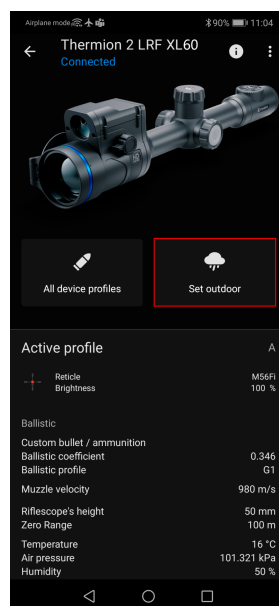 Airplane mode 90% 11:04
Thermion 2 LRF XL60
Connected
All device profiles
Set outdoor
Active profile A
Reticle M56Fi
Brightness 100 %
Ballistic
Custom bullet / ammunition
Ballistic coefficient 0.346
Ballistic profile G1
Muzzle velocity 980 m/s
Riflescope's height 50 mm
Zero Range 100 m
Temperature 16 °C
Air pressure 101.321 kPa
Humidity 50 %